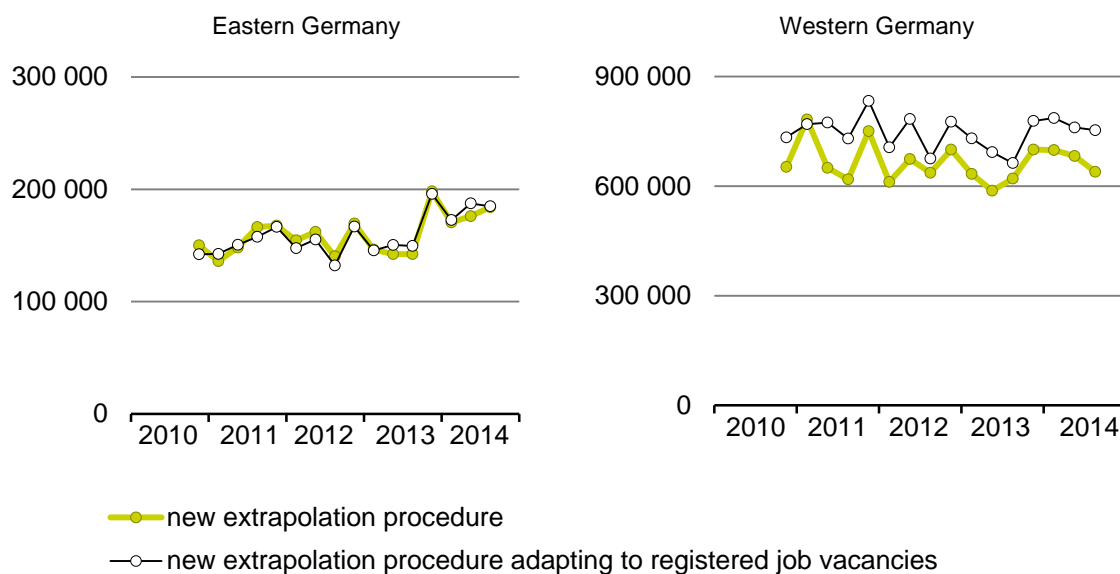 Eastern Germany
300 000
200 000
100 000
0
2010 2011 2012 2013 2014
Western Germany
900 000
600 000
300 000
0
2010 2011 2012 2013 2014
new extrapolation procedure
new extrapolation procedure adapting to registered job vacancies